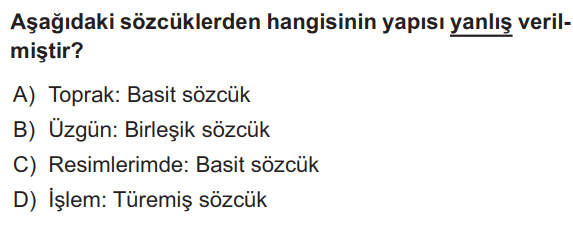 Aşağıdaki sözcüklerden hangisinin yapısı yanlış veril-
miştir?
A) Toprak: Basit sözcük
B) Üzgün: Birleşik sözcük
C) Resimlerimde: Basit sözcük
D) İşlem: Türemiş sözcük